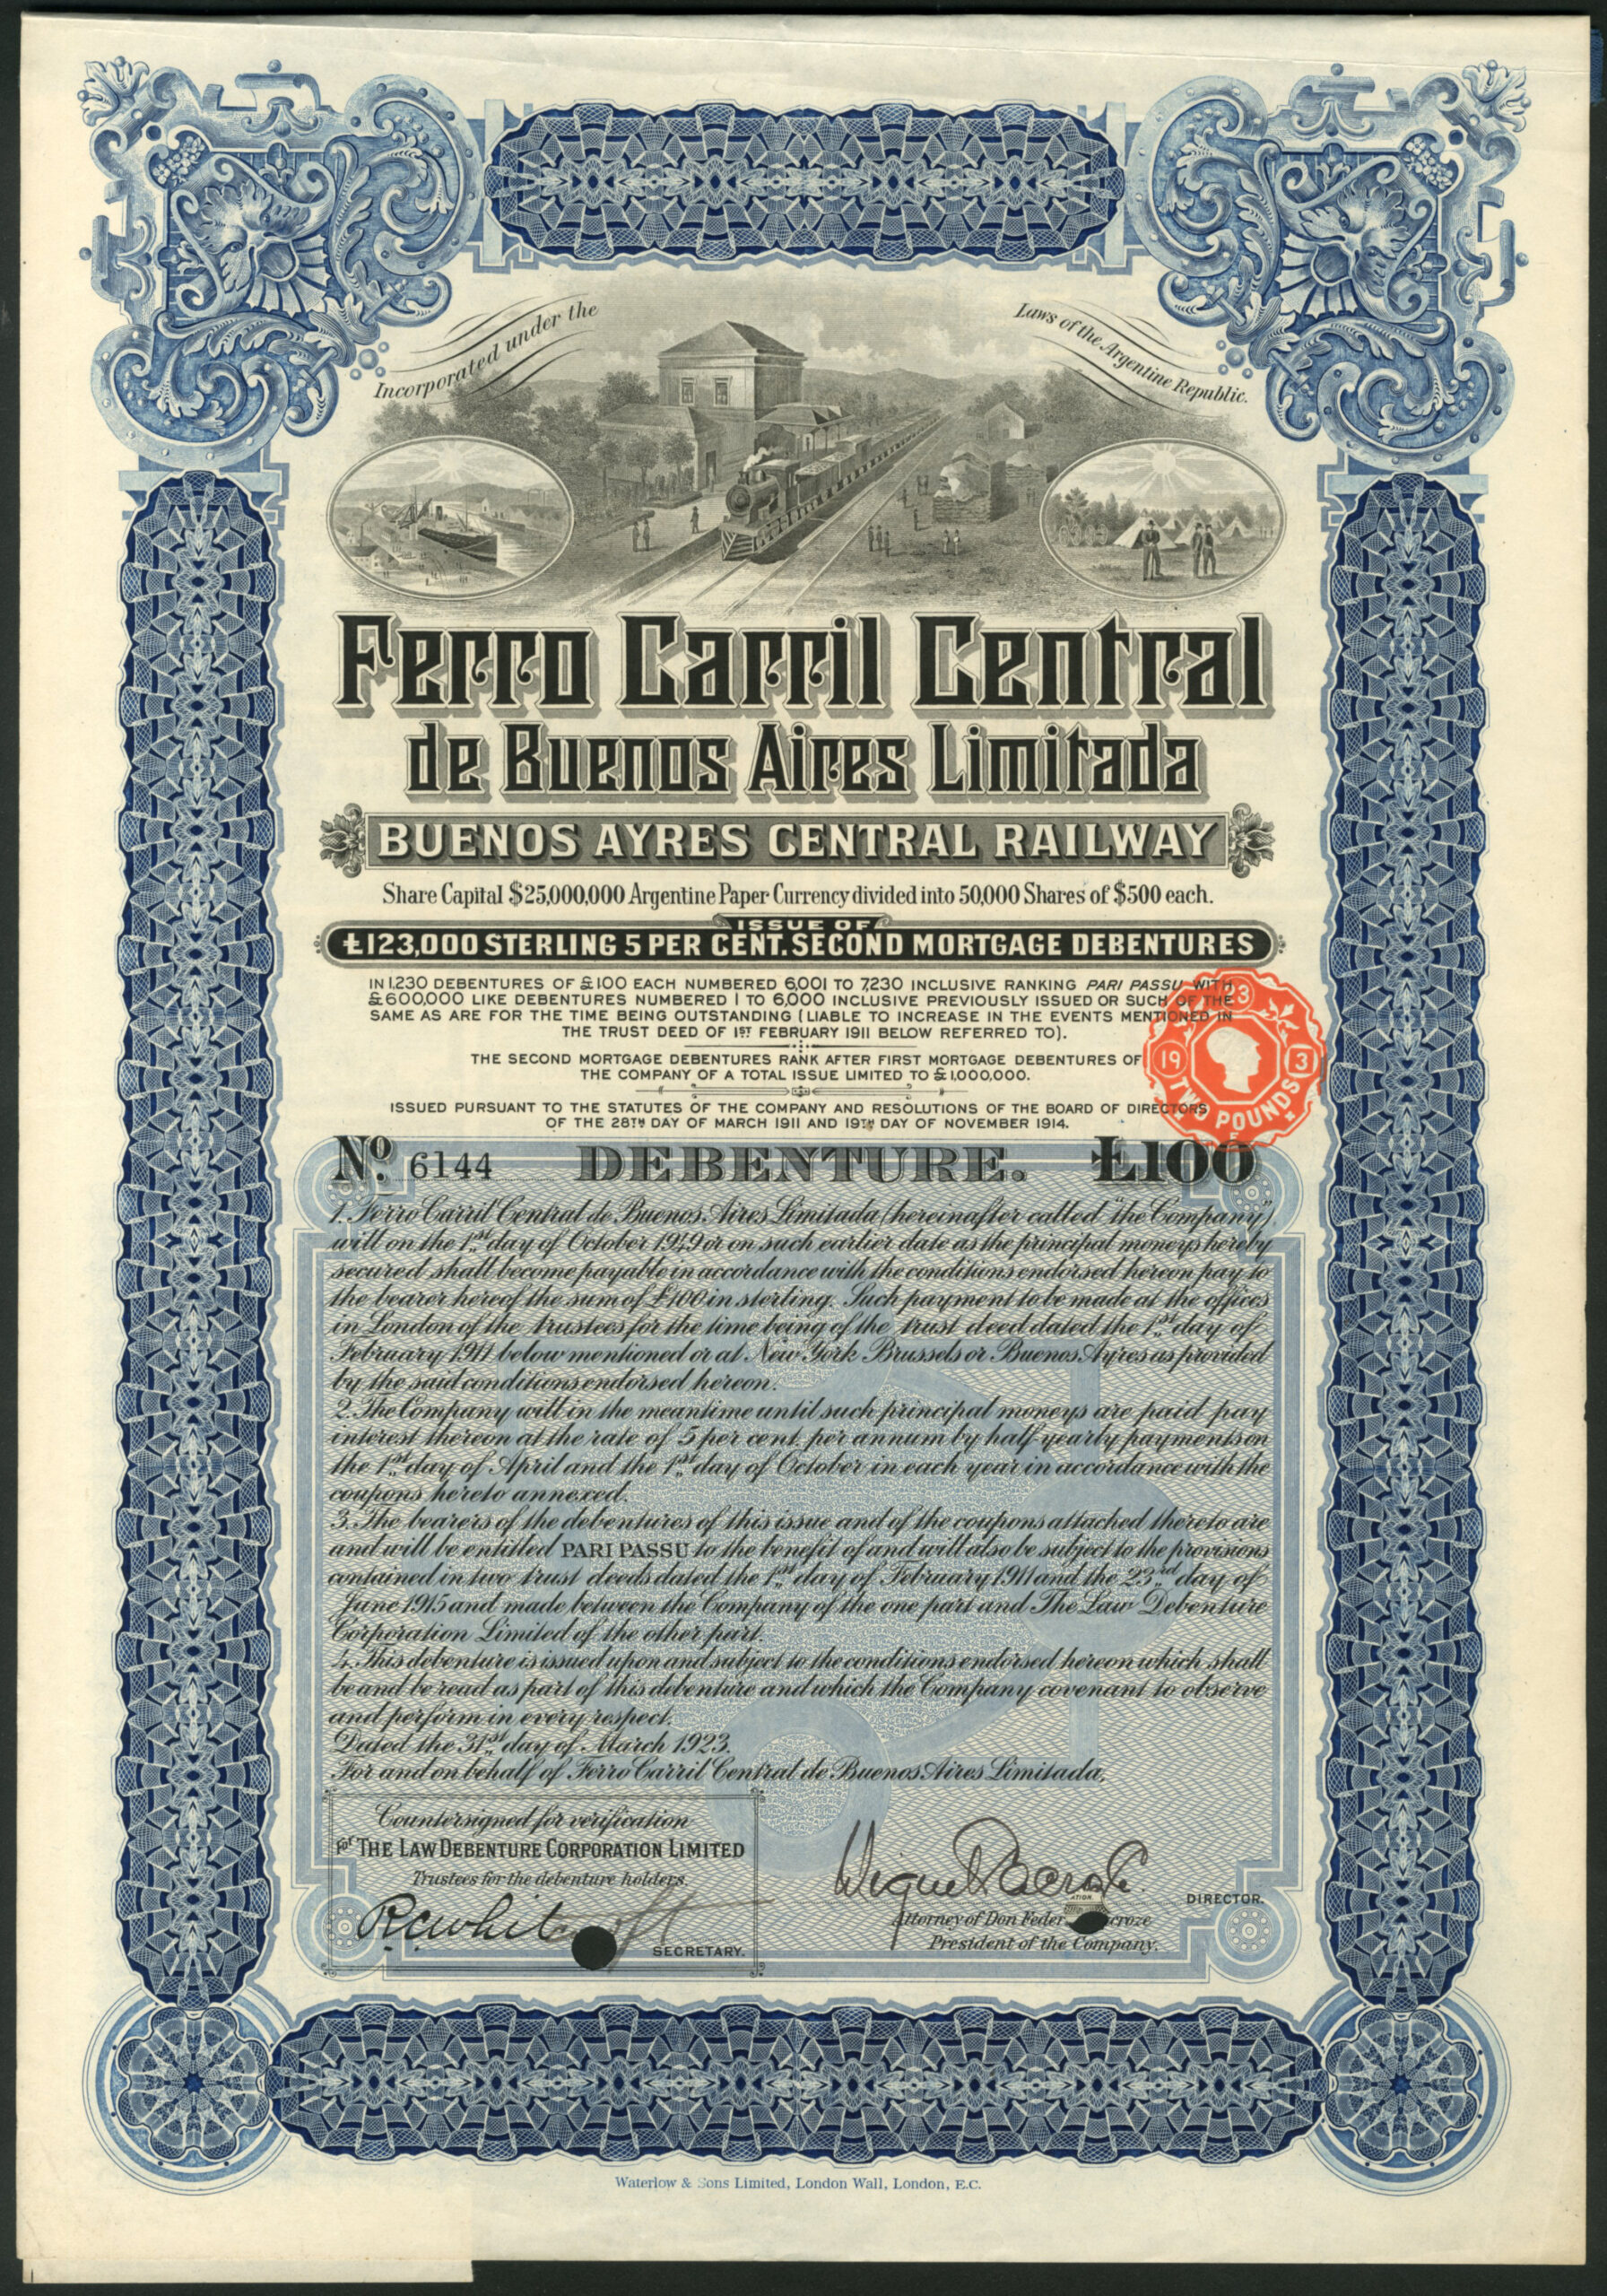 Incorporated under the
Laws of the Argentine Republic.
Ferro Carril Central
de Buenos Aires Limitada
BUENOS AYRES CENTRAL RAILWAY
Share Capital $25,000,000 Argentine Paper Currency divided into 50,000 Shares of $500 each.
ISSUE OF
£123,000 STERLING 5 PER CENT. SECOND MORTGAGE DEBENTURES
IN 1,230 DEBENTURES OF £100 EACH NUMBERED 6,001 TO 7,230 INCLUSIVE RANKING PARI PASSU WITH
£600,000 LIKE DEBENTURES NUMBERED 1 TO 6,000 INCLUSIVE PREVIOUSLY ISSUED OR SUCH OF THE
SAME AS ARE FOR THE TIME BEING OUTSTANDING (LIABLE TO INCREASE IN THE EVENTS MENTIONED IN
THE TRUST DEED OF 1ST FEBRUARY 1911 BELOW REFERRED TO).
THE SECOND MORTGAGE DEBENTURES RANK AFTER FIRST MORTGAGE DEBENTURES OF
THE COMPANY OF A TOTAL ISSUE LIMITED TO £1,000,000.
23
19 3
TWO POUNDS
ISSUED PURSUANT TO THE STATUTES OF THE COMPANY AND RESOLUTIONS OF THE BOARD OF DIRECTORS
OF THE 28TH DAY OF MARCH 1911 AND 19TH DAY OF NOVEMBER 1914.
No. 6144 DEBENTURE. £100
1. Ferro Carril Central de Buenos Aires Limitada (hereinafter called "the Company")
will on the 1st day of October 1949 or on such earlier date as the principal moneys hereby
secured shall become payable in accordance with the conditions endorsed hereon pay to
the bearer hereof the sum of £100 in sterling. Such payment to be made at the offices
in London of the trustees for the time being of the trust deed dated the 1st day of
February 1911 below mentioned or at New York Brussels or Buenos Ayres as provided
by the said conditions endorsed hereon.
2. The Company will in the meantime until such principal moneys are paid pay
interest thereon at the rate of 5 per cent. per annum by half yearly payments on
the 1st day of April and the 1st day of October in each year in accordance with the
coupons hereto annexed.
3. The bearers of the debentures of this issue and of the coupons attached thereto are
and will be entitled PARI PASSU to the benefit of and will also be subject to the provisions
contained in two trust deeds dated the 1st day of February 1911 and the 23rd day of
June 1915 and made between the Company of the one part and The Law Debenture
Corporation Limited of the other part.
4. This debenture is issued upon and subject to the conditions endorsed hereon which shall
be and be read as part of this debenture and which the Company covenant to observe
and perform in every respect.
Dated the 31st day of March 1923.
For and on behalf of Ferro Carril Central de Buenos Aires Limitada,
Countersigned for verification
For THE LAW DEBENTURE CORPORATION LIMITED
Trustees for the debenture holders.
SECRETARY.
DIRECTOR.
Attorney of Don Feder croze
President of the Company.
Waterlow & Sons Limited, London Wall, London, E.C.